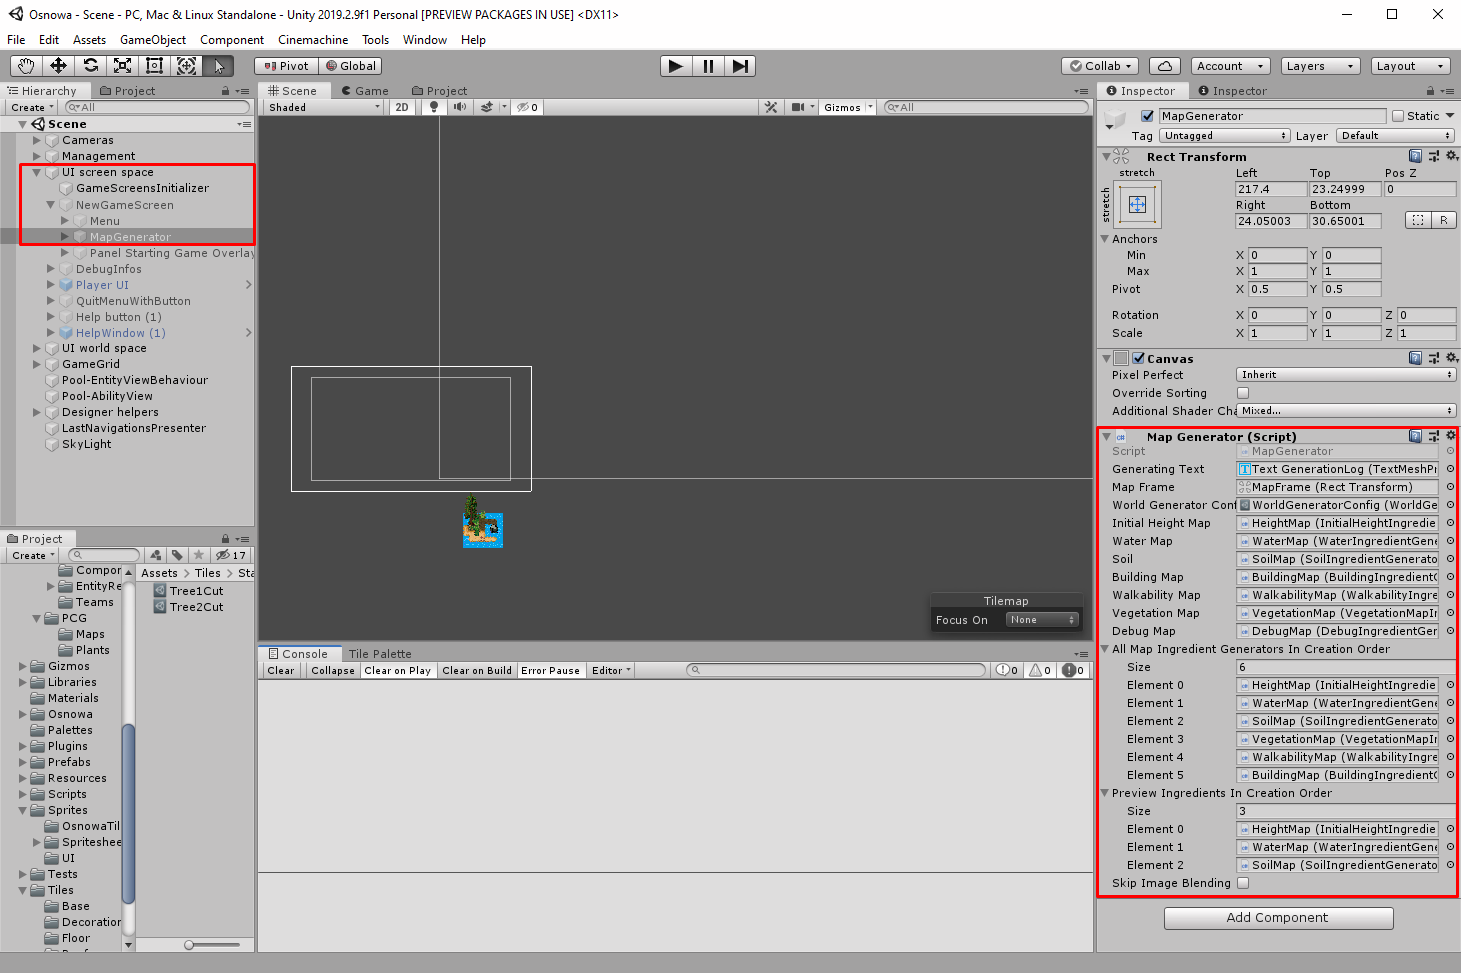 Osnowa - Scene - PC, Mac & Linux Standalone - Unity 2019.2.9f1 Personal [PREVIEW PACKAGES IN USE] <DX11>
File Edit Assets GameObject Component Cinemachine Tools Window Help
Pivot Global Collab Account Layers Layout
Hierarchy Project
Create All
Scene
Cameras
Management
UI screen space
GameScreensInitializer
NewGameScreen
Menu
MapGenerator
Panel Starting Game Overlay
DebugInfos
Player UI
QuitMenuWithButton
Help button (1)
HelpWindow (1)
UI world space
GameGrid
Pool-EntityViewBehaviour
Pool-AbilityView
Designer helpers
LastNavigationsPresenter
SkyLight
Scene Game Project
Shaded 2D 0 Gizmos All
Tilemap
Focus On None
Project
Create 17
Compor
EntityRe
Teams
PCG
Maps
Plants
Gizmos
Libraries
Materials
Osnowa
Palettes
Plugins
Prefabs
Resources
Scripts
Sprites
OsnowaTil
Spriteshee
UI
Tests
Tiles
Base
Decoration
Floor
Assets > Tiles > Sta
Tree1Cut
Tree2Cut
Console Tile Palette
Clear Collapse Clear on Play Clear on Build Error Pause Editor 0 0 0
Inspector Inspector
MapGenerator Static
Tag Untagged Layer Default
Rect Transform
stretch Left Top Pos Z
stretch 217.4 23.24999 0
Right Bottom
24.05003 30.65001 R
Anchors
Min X 0 Y 0
Max X 1 Y 1
Pivot X 0.5 Y 0.5
Rotation X 0 Y 0 Z 0
Scale X 1 Y 1 Z 1
Canvas
Pixel Perfect Inherit
Override Sorting
Additional Shader Cha Mixed...
Map Generator (Script)
Script MapGenerator
Generating Text Text GenerationLog (TextMeshPr
Map Frame MapFrame (Rect Transform)
World Generator Conf WorldGeneratorConfig (WorldGe
Initial Height Map HeightMap (InitialHeightIngredie
Water Map WaterMap (WaterIngredientGene
Soil SoilMap (SoilIngredientGenerato
Building Map BuildingMap (BuildingIngredientG
Walkability Map WalkabilityMap (WalkabilityIngre
Vegetation Map VegetationMap (VegetationMapI
Debug Map DebugMap (DebugIngredientGer
All Map Ingredient Generators In Creation Order
Size 6
Element 0 HeightMap (InitialHeightIngredie
Element 1 WaterMap (WaterIngredientGene
Element 2 SoilMap (SoilIngredientGenerato
Element 3 VegetationMap (VegetationMapI
Element 4 WalkabilityMap (WalkabilityIngre
Element 5 BuildingMap (BuildingIngredientG
Preview Ingredients In Creation Order
Size 3
Element 0 HeightMap (InitialHeightIngredie
Element 1 WaterMap (WaterIngredientGene
Element 2 SoilMap (SoilIngredientGenerato
Skip Image Blending
Add Component